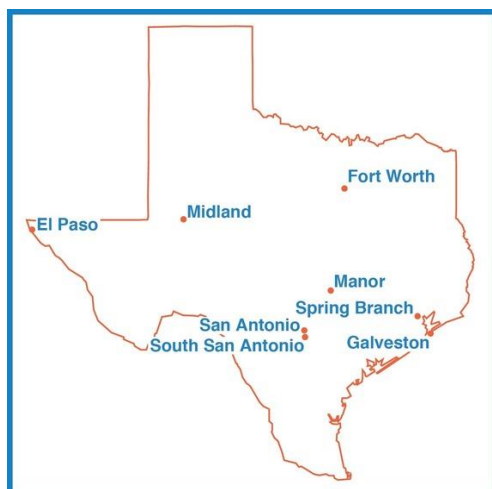 Fort Worth
Midland
El Paso
Manor
Spring Branch
San Antonio
South San Antonio
Galveston